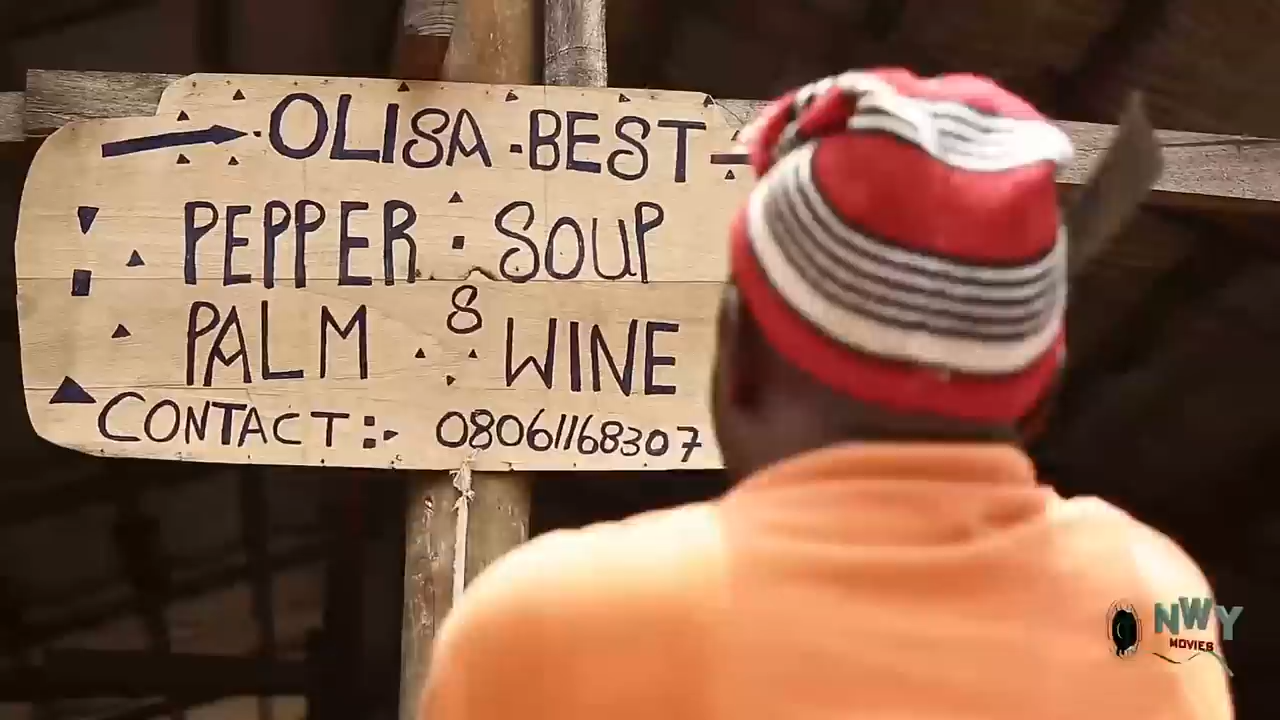 OLISA BEST
PEPPER SOUP
&
PALM WINE
CONTACT:- 08061168307
NWY
MOVIES